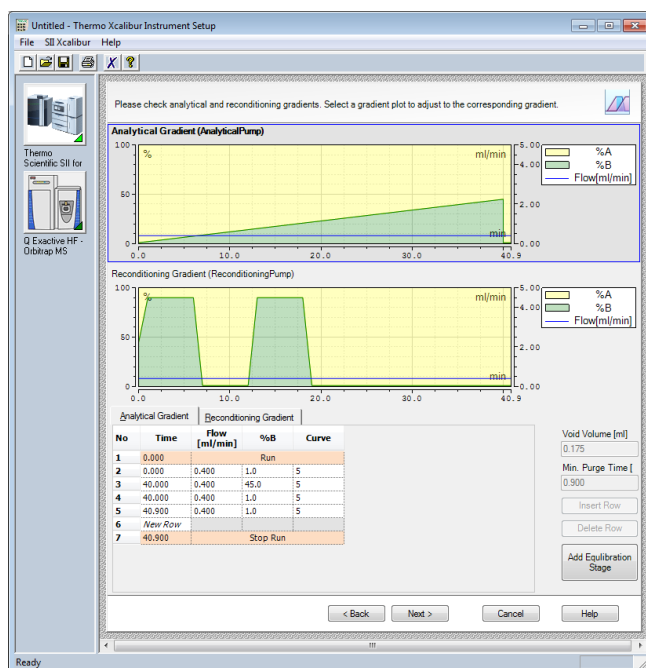 Untitled - Thermo Xcalibur Instrument Setup
File SII Xcalibur Help
Thermo
Scientific SII for
Q Exactive HF -
Orbitrap MS
Please check analytical and reconditioning gradients. Select a gradient plot to adjust to the corresponding gradient.
Analytical Gradient (AnalyticalPump)
100 % ml/min 5.00
4.00
50
2.00
0 min 0.00
0.0 10.0 20.0 30.0 40.9
%A
%B
Flow[ml/min]
Reconditioning Gradient (ReconditioningPump)
100 % ml/min 5.00
4.00
50
2.00
0 min 0.00
0.0 10.0 20.0 30.0 40.9
%A
%B
Flow[ml/min]
Analytical Gradient Reconditioning Gradient
No Time Flow [ml/min] %B Curve
1 0.000 Run
2 0.000 0.400 1.0 5
3 40.000 0.400 45.0 5
4 40.000 0.400 1.0 5
5 40.900 0.400 1.0 5
6 New Row
7 40.900 Stop Run
Void Volume [ml]
0.175
Min. Purge Time [
0.900
Insert Row
Delete Row
Add Equlibration
Stage
< Back Next > Cancel Help
Ready